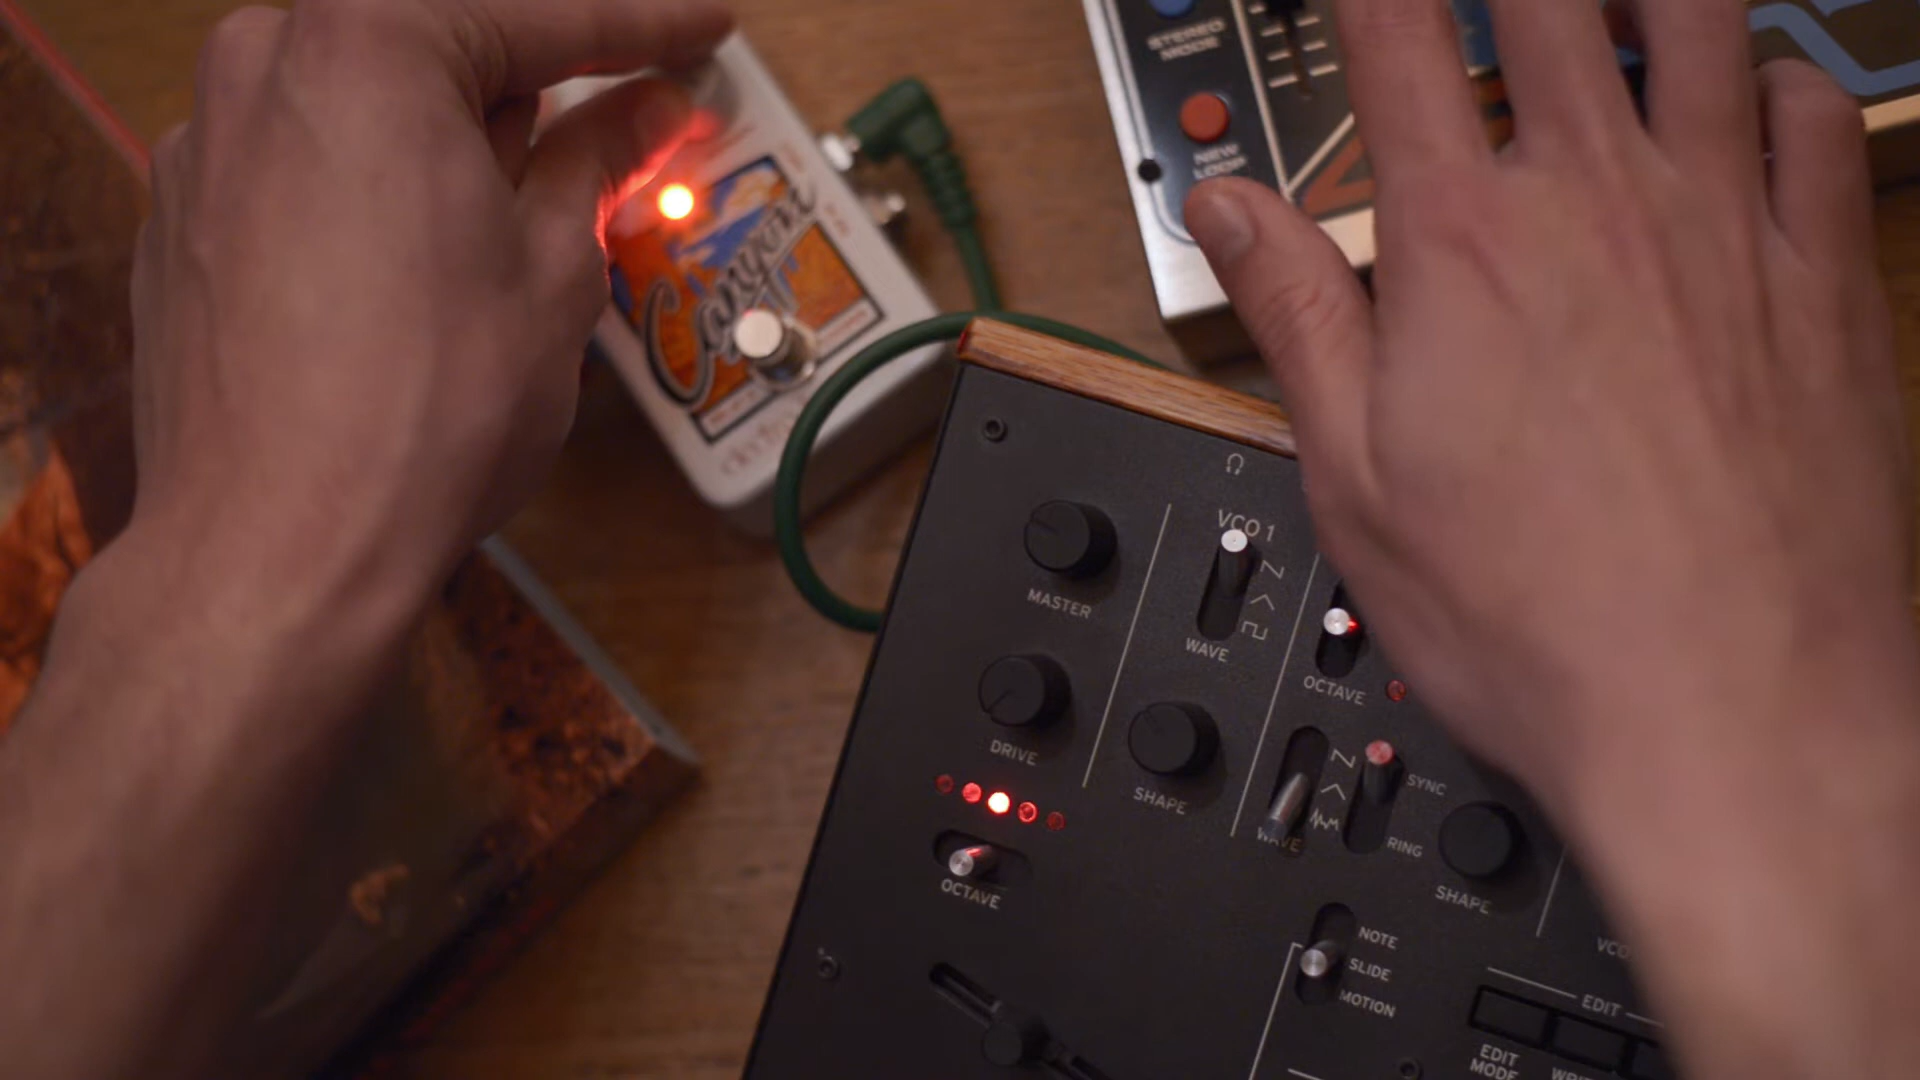 STEREO
MODE
NEW
LOOP
Canyon
VCO 1
MASTER
WAVE
OCTAVE
DRIVE
SHAPE
SYNC
WAVE
RING
OCTAVE
SHAPE
NOTE
SLIDE
MOTION
EDIT
EDIT
MODE